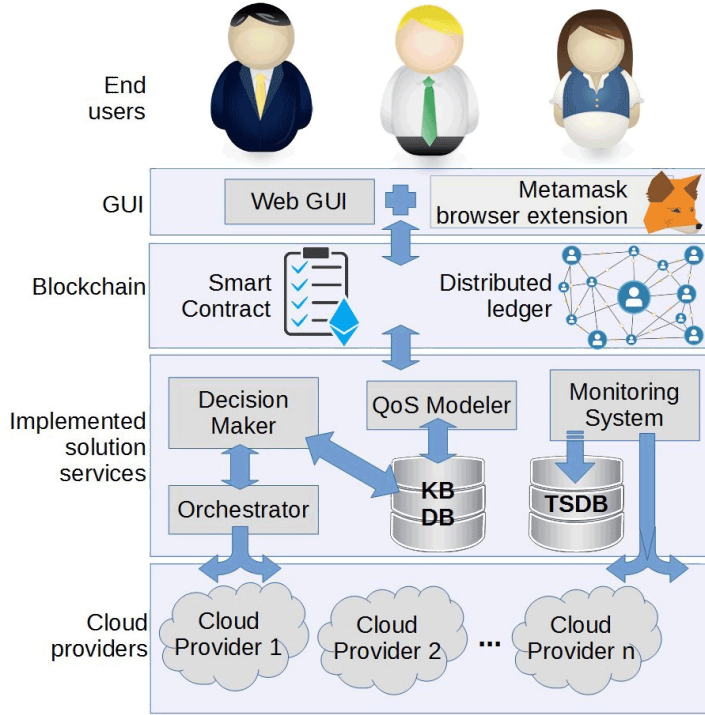 End
users
GUI
Web GUI
Metamask
browser extension
Blockchain
Smart
Contract
Distributed
ledger
Implemented
solution
services
Decision
Maker
QoS Modeler
Monitoring
System
Orchestrator
KB
DB
TSDB
Cloud
providers
Cloud
Provider 1
Cloud
Provider 2
...
Cloud
Provider n